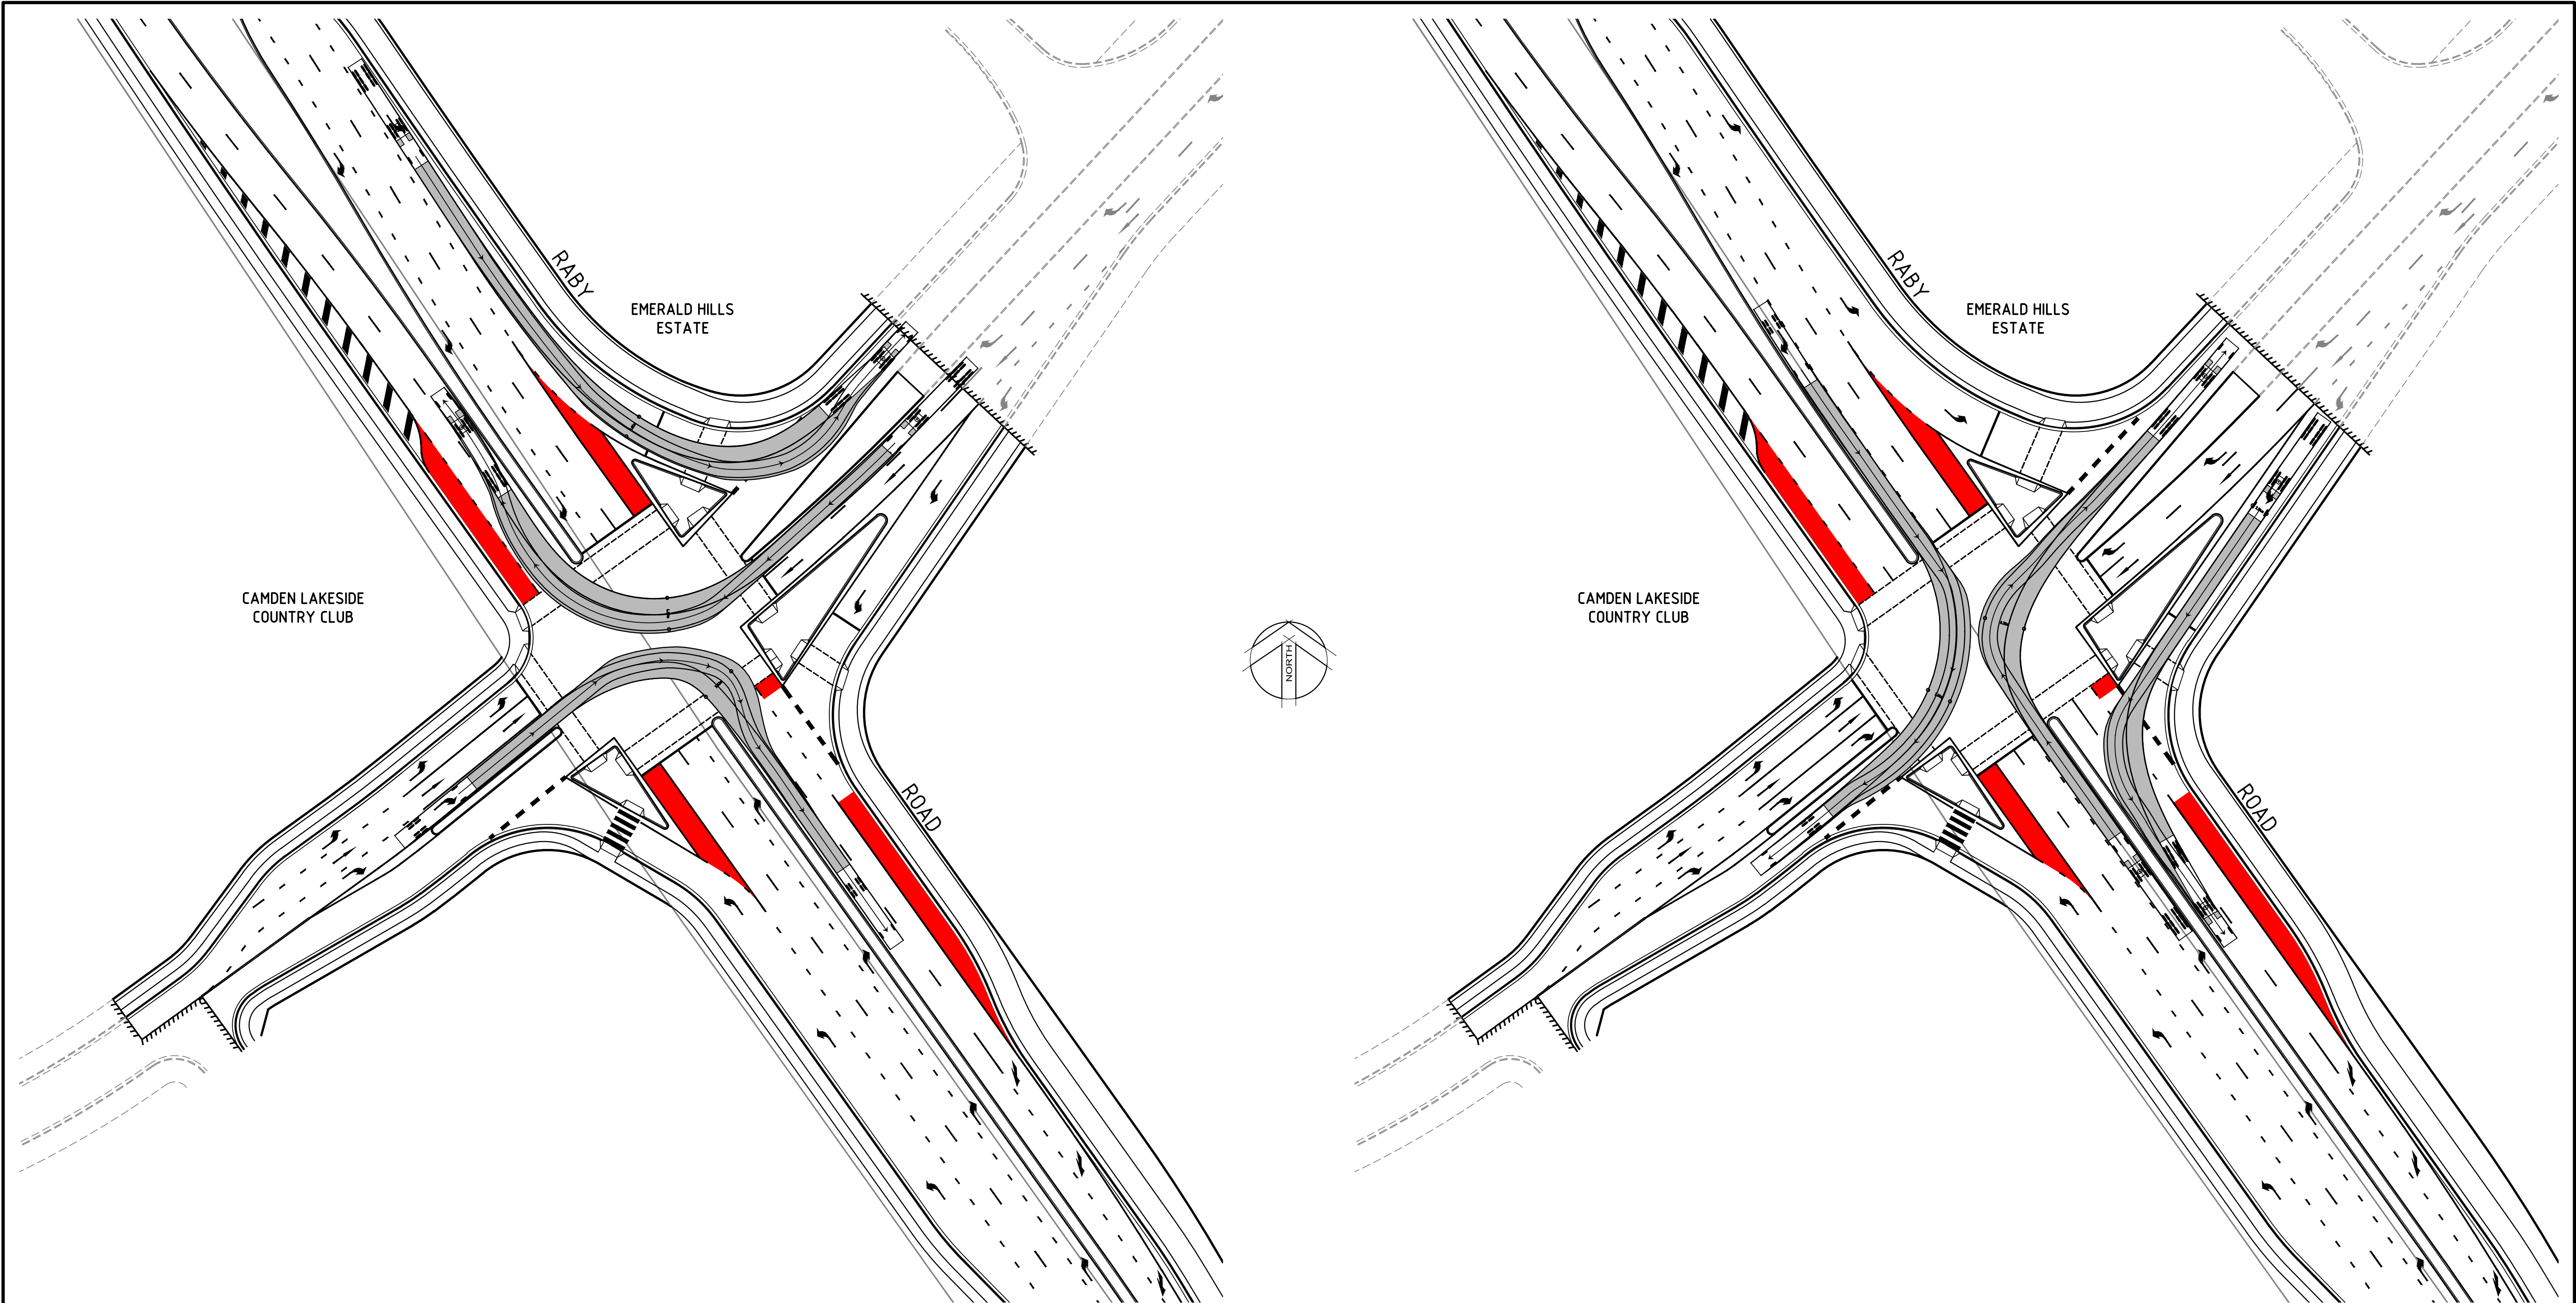 RABY
EMERALD HILLS
ESTATE
CAMDEN LAKESIDE
COUNTRY CLUB
ROAD
NORTH
RABY
EMERALD HILLS
ESTATE
CAMDEN LAKESIDE
COUNTRY CLUB
ROAD